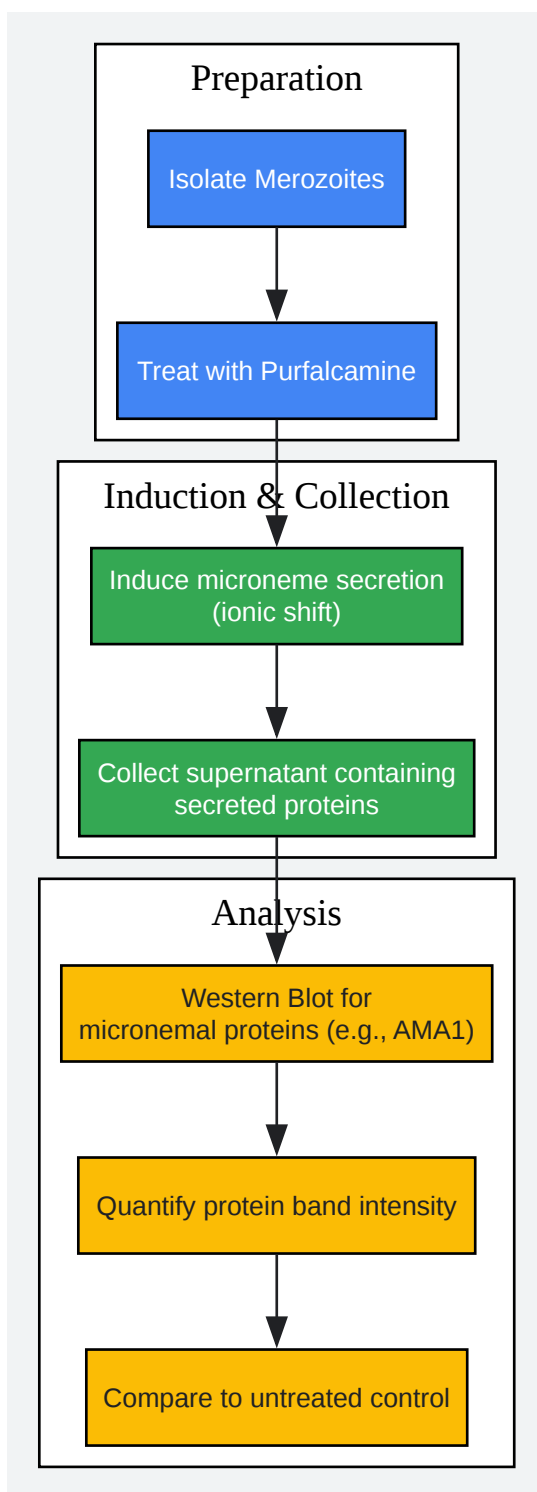 Preparation
Isolate Merozoites
Treat with Purfalcamine
Induction & Collection
Induce microneme secretion
(ionic shift)
Collect supernatant containing
secreted proteins
Analysis
Western Blot for
micronemal proteins (e.g., AMA1)
Quantify protein band intensity
Compare to untreated control